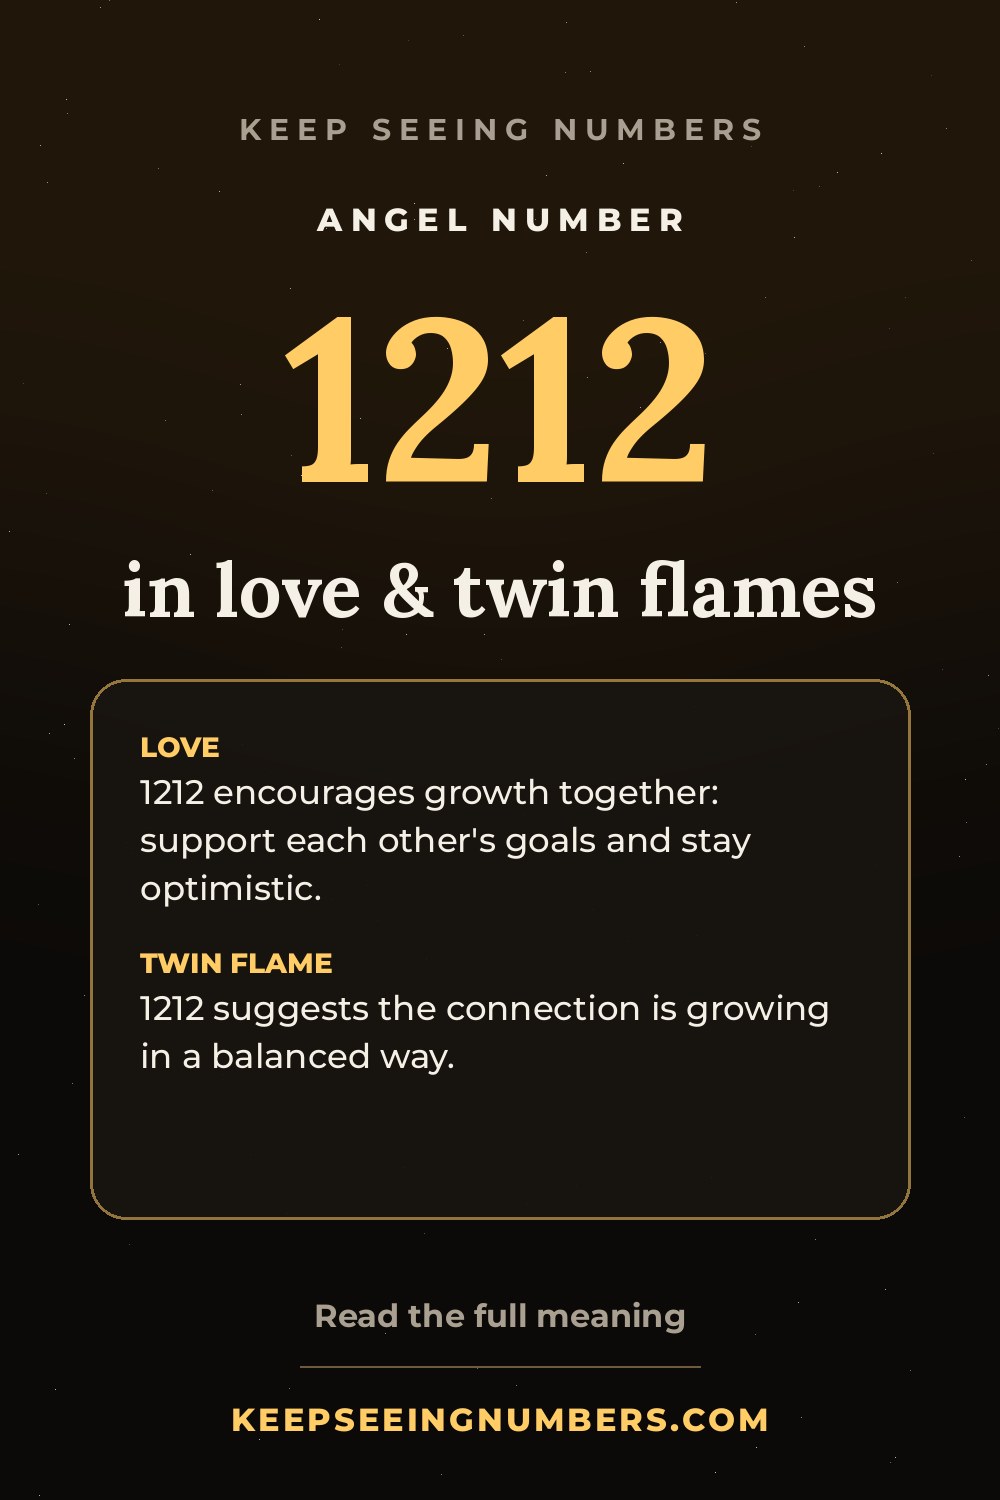 KEEP SEEING NUMBERS
ANGEL NUMBER
1212
in love & twin flames
LOVE
1212 encourages growth together:
support each other's goals and stay
optimistic.
TWIN FLAME
1212 suggests the connection is growing
in a balanced way.
Read the full meaning
KEEPSEEINGNUMBERS.COM